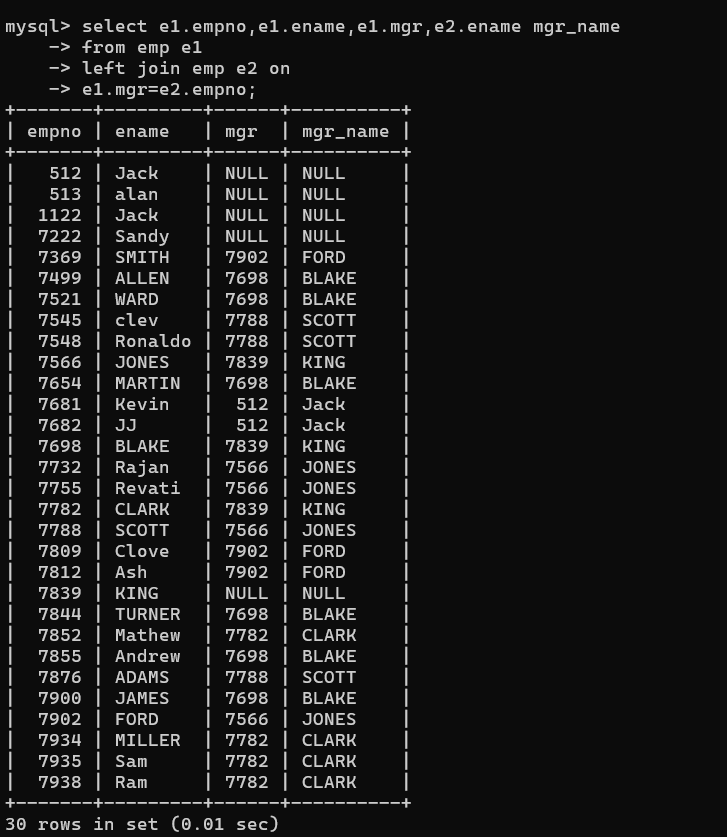 mysql> select e1.empno,e1.ename,e1.mgr,e2.ename mgr_name
    -> from emp e1
    -> left join emp e2 on
    -> e1.mgr=e2.empno;
+-------+---------+------+----------+
| empno | ename   | mgr  | mgr_name |
+-------+---------+------+----------+
|   512 | Jack    | NULL | NULL     |
|   513 | alan    | NULL | NULL     |
|  1122 | Jack    | NULL | NULL     |
|  7222 | Sandy   | NULL | NULL     |
|  7369 | SMITH   | 7902 | FORD     |
|  7499 | ALLEN   | 7698 | BLAKE    |
|  7521 | WARD    | 7698 | BLAKE    |
|  7545 | clev    | 7788 | SCOTT    |
|  7548 | Ronaldo | 7788 | SCOTT    |
|  7566 | JONES   | 7839 | KING     |
|  7654 | MARTIN  | 7698 | BLAKE    |
|  7681 | Kevin   |  512 | Jack     |
|  7682 | JJ      |  512 | Jack     |
|  7698 | BLAKE   | 7839 | KING     |
|  7732 | Rajan   | 7566 | JONES    |
|  7755 | Revati  | 7566 | JONES    |
|  7782 | CLARK   | 7839 | KING     |
|  7788 | SCOTT   | 7566 | JONES    |
|  7809 | Clove   | 7902 | FORD     |
|  7812 | Ash     | 7902 | FORD     |
|  7839 | KING    | NULL | NULL     |
|  7844 | TURNER  | 7698 | BLAKE    |
|  7852 | Mathew  | 7782 | CLARK    |
|  7855 | Andrew  | 7698 | BLAKE    |
|  7876 | ADAMS   | 7788 | SCOTT    |
|  7900 | JAMES   | 7698 | BLAKE    |
|  7902 | FORD    | 7566 | JONES    |
|  7934 | MILLER  | 7782 | CLARK    |
|  7935 | Sam     | 7782 | CLARK    |
|  7938 | Ram     | 7782 | CLARK    |
+-------+---------+------+----------+
30 rows in set (0.01 sec)